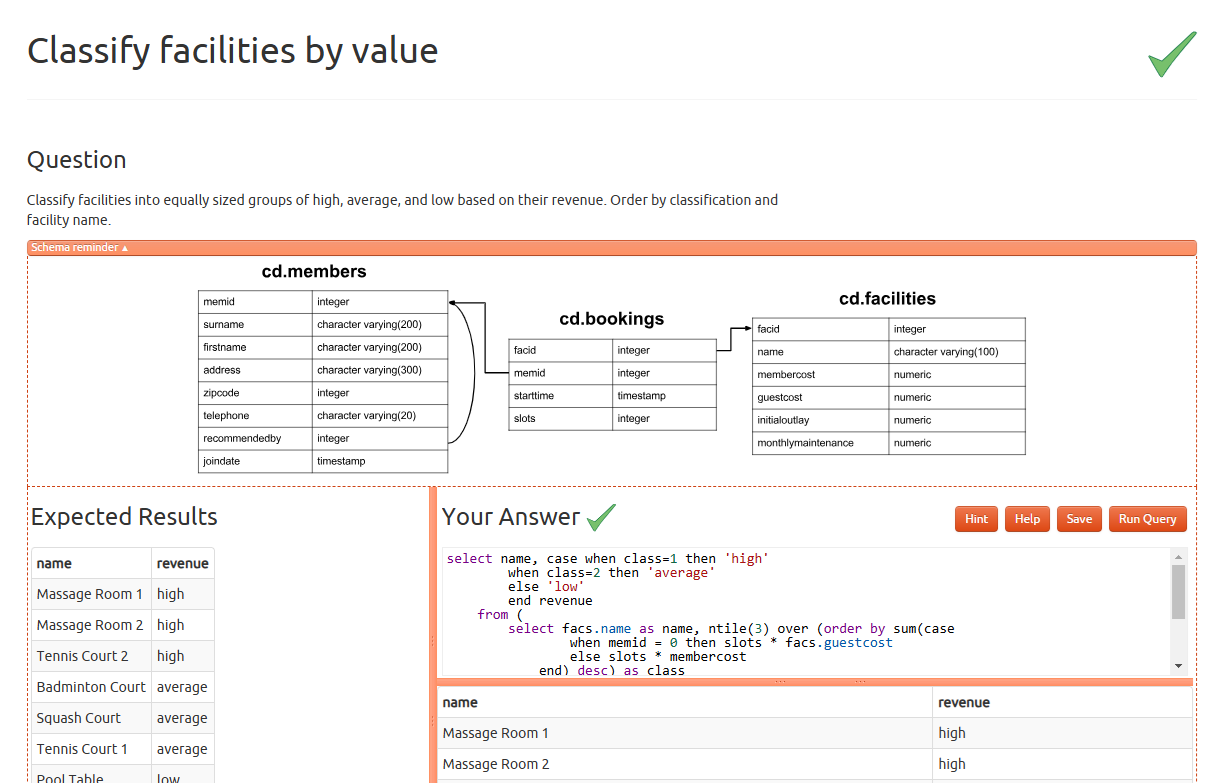 Classify facilities by value
Question
Classify facilities into equally sized groups of high, average, and low based on their revenue. Order by classification and
facility name.
Schema reminder ▴
cd.members
memid integer
surname character varying(200)
firstname character varying(200)
address character varying(300)
zipcode integer
telephone character varying(20)
recommendedby integer
joindate timestamp
cd.bookings
facid integer
memid integer
starttime timestamp
slots integer
cd.facilities
facid integer
name character varying(100)
membercost numeric
guestcost numeric
initialoutlay numeric
monthlymaintenance numeric
Expected Results
name revenue
Massage Room 1 high
Massage Room 2 high
Tennis Court 2 high
Badminton Court average
Squash Court average
Tennis Court 1 average
Pool Table low
Your Answer
Hint Help Save Run Query
select name, case when class=1 then 'high'
when class=2 then 'average'
else 'low'
end revenue
from (
select facs.name as name, ntile(3) over (order by sum(case
when memid = 0 then slots * facs.guestcost
else slots * membercost
end) desc) as class
name revenue
Massage Room 1 high
Massage Room 2 high